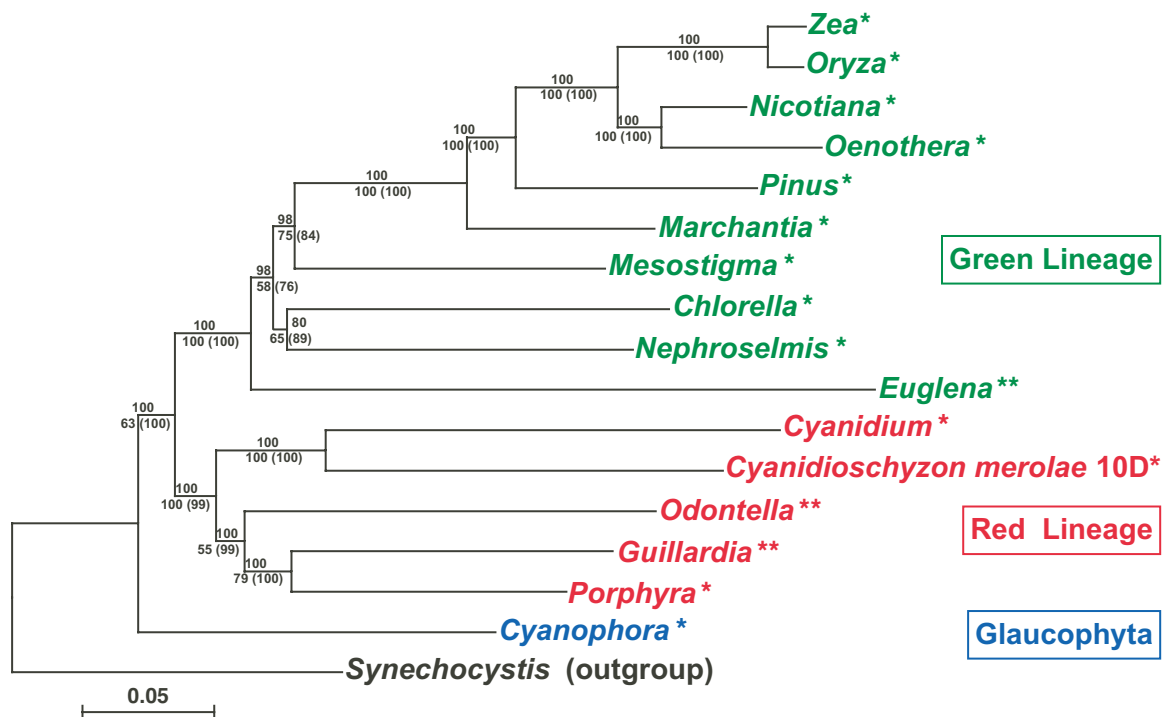 Zea *
100
100 (100)
Oryza *
100
100 (100)
Nicotiana *
100
100 (100)
Oenothera *
100
100 (100)
Pinus *
100
100 (100)
Marchantia *
98
75 (84)
Mesostigma *
Green Lineage
98
58 (76)
Chlorella *
80
65 (89)
Nephroselmis *
100
100 (100)
Euglena **
100
63 (100)
Cyanidium *
100
100 (100)
Cyanidioschyzon merolae 10D*
100
100 (99)
Odontella **
Red Lineage
100
55 (99)
Guillardia **
100
79 (100)
Porphyra *
Cyanophora *
Glaucophyta
Synechocystis (outgroup)
0.05